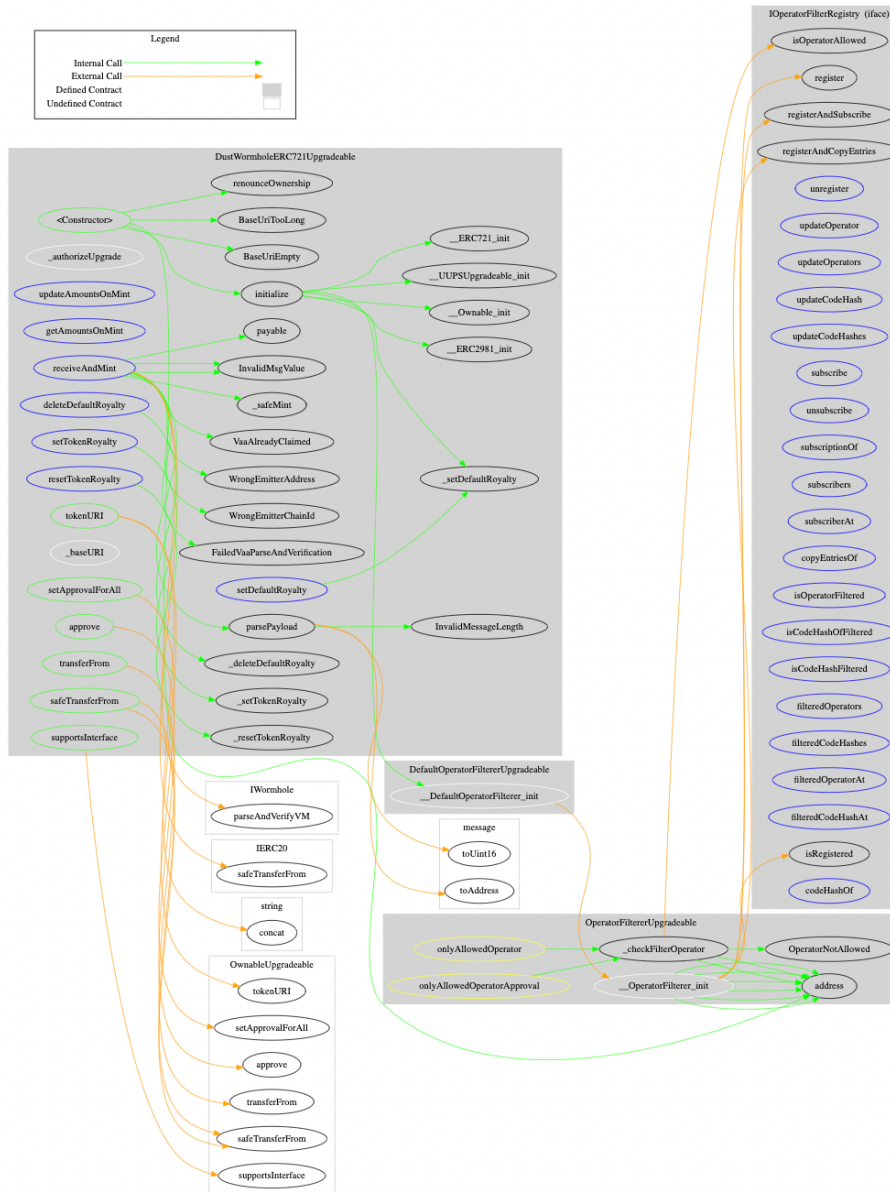 Legend
Internal Call
External Call
Defined Contract
Undefined Contract
DustWormholeERC721Upgradeable
<Constructor>
_authorizeUpgrade
updateAmountsOnMint
getAmountsOnMint
receiveAndMint
deleteDefaultRoyalty
setTokenRoyalty
resetTokenRoyalty
tokenURI
_baseURI
setApprovalForAll
approve
transferFrom
safeTransferFrom
supportsInterface
renounceOwnership
BaseUriTooLong
BaseUriEmpty
initialize
payable
InvalidMsgValue
_safeMint
VaaAlreadyClaimed
WrongEmitterAddress
WrongEmitterChainId
FailedVaaParseAndVerification
setDefaultRoyalty
parsePayload
_deleteDefaultRoyalty
_setTokenRoyalty
_resetTokenRoyalty
__ERC721_init
__UUPSUpgradeable_init
__Ownable_init
__ERC2981_init
_setDefaultRoyalty
InvalidMessageLength
IWormhole
parseAndVerifyVM
IERC20
safeTransferFrom
string
concat
OwnableUpgradeable
tokenURI
setApprovalForAll
approve
transferFrom
safeTransferFrom
supportsInterface
DefaultOperatorFiltererUpgradeable
__DefaultOperatorFilterer_init
message
toUint16
toAddress
OperatorFiltererUpgradeable
onlyAllowedOperator
onlyAllowedOperatorApproval
_checkFilterOperator
__OperatorFilterer_init
OperatorNotAllowed
address
IOperatorFilterRegistry (iface)
isOperatorAllowed
register
registerAndSubscribe
registerAndCopyEntries
unregister
updateOperator
updateOperators
updateCodeHash
updateCodeHashes
subscribe
unsubscribe
subscriptionOf
subscribers
subscriberAt
copyEntriesOf
isOperatorFiltered
isCodeHashOfFiltered
isCodeHashFiltered
filteredOperators
filteredCodeHashes
filteredOperatorAt
filteredCodeHashAt
isRegistered
codeHashOf